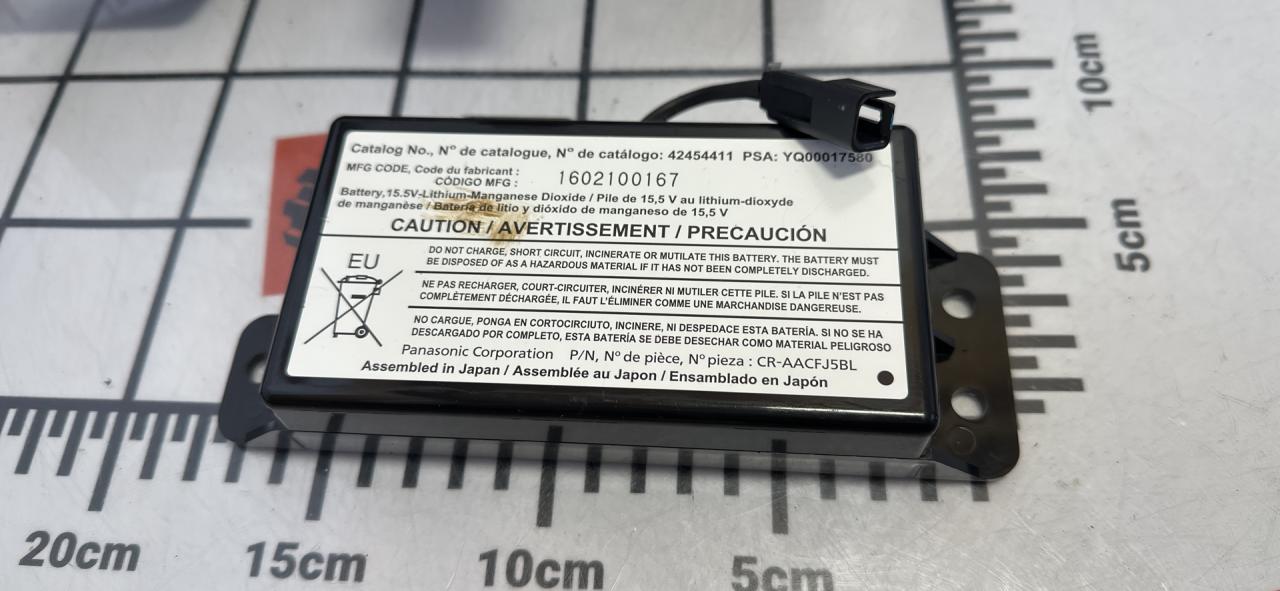 Catalog No., Nº de catalogue, Nº de catálogo: 42454411 PSA: YQ00017580
MFG CODE, Code du fabricant :
CÓDIGO MFG : 1602100167
Battery,15.5V-Lithium-Manganese Dioxide / Pile de 15,5 V au lithium-dioxyde
de manganèse / Batería de litio y dióxido de manganeso de 15,5 V
CAUTION / AVERTISSEMENT / PRECAUCIÓN
EU
DO NOT CHARGE, SHORT CIRCUIT, INCINERATE OR MUTILATE THIS BATTERY. THE BATTERY MUST
BE DISPOSED OF AS A HAZARDOUS MATERIAL IF IT HAS NOT BEEN COMPLETELY DISCHARGED.
NE PAS RECHARGER, COURT-CIRCUITER, INCINÉRER NI MUTILER CETTE PILE. SI LA PILE N'EST PAS
COMPLÈTEMENT DÉCHARGÉE, IL FAUT L'ÉLIMINER COMME UNE MARCHANDISE DANGEREUSE.
NO CARGUE, PONGA EN CORTOCIRCIUTO, INCINERE, NI DESPEDACE ESTA BATERÍA. SI NO SE HA
DESCARGADO POR COMPLETO, ESTA BATERÍA SE DEBE DESECHAR COMO MATERIAL PELIGROSO
Panasonic Corporation P/N, Nº de pièce, Nº pieza : CR-AACFJ5BL
Assembled in Japan / Assemblée au Japon / Ensamblado en Japón
10cm
5cm
20cm
15cm
10cm
5cm